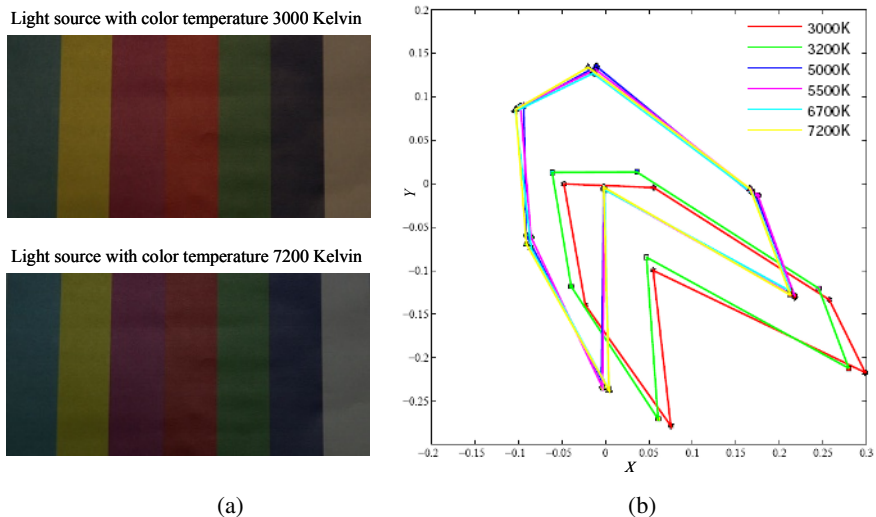 Light source with color temperature 3000 Kelvin
Light source with color temperature 7200 Kelvin
(a)
0.2
0.15
0.1
0.05
0
−0.05
−0.1
−0.15
−0.2
−0.25
Y
−0.2 −0.15 −0.1 −0.05 0 0.05 0.1 0.15 0.2 0.25 0.3
X
3000K
3200K
5000K
5500K
6700K
7200K
(b)